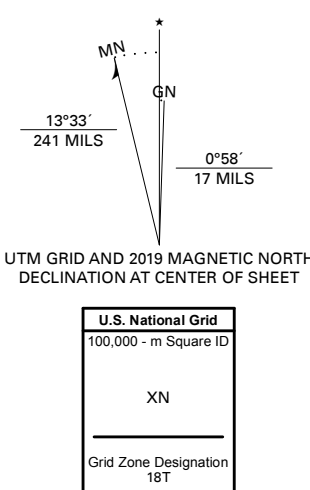 ★
MN
GN
13°33´
241 MILS
0°58´
17 MILS
UTM GRID AND 2019 MAGNETIC NORTH
DECLINATION AT CENTER OF SHEET
U.S. National Grid
100,000 - m Square ID
XN
Grid Zone Designation
18T